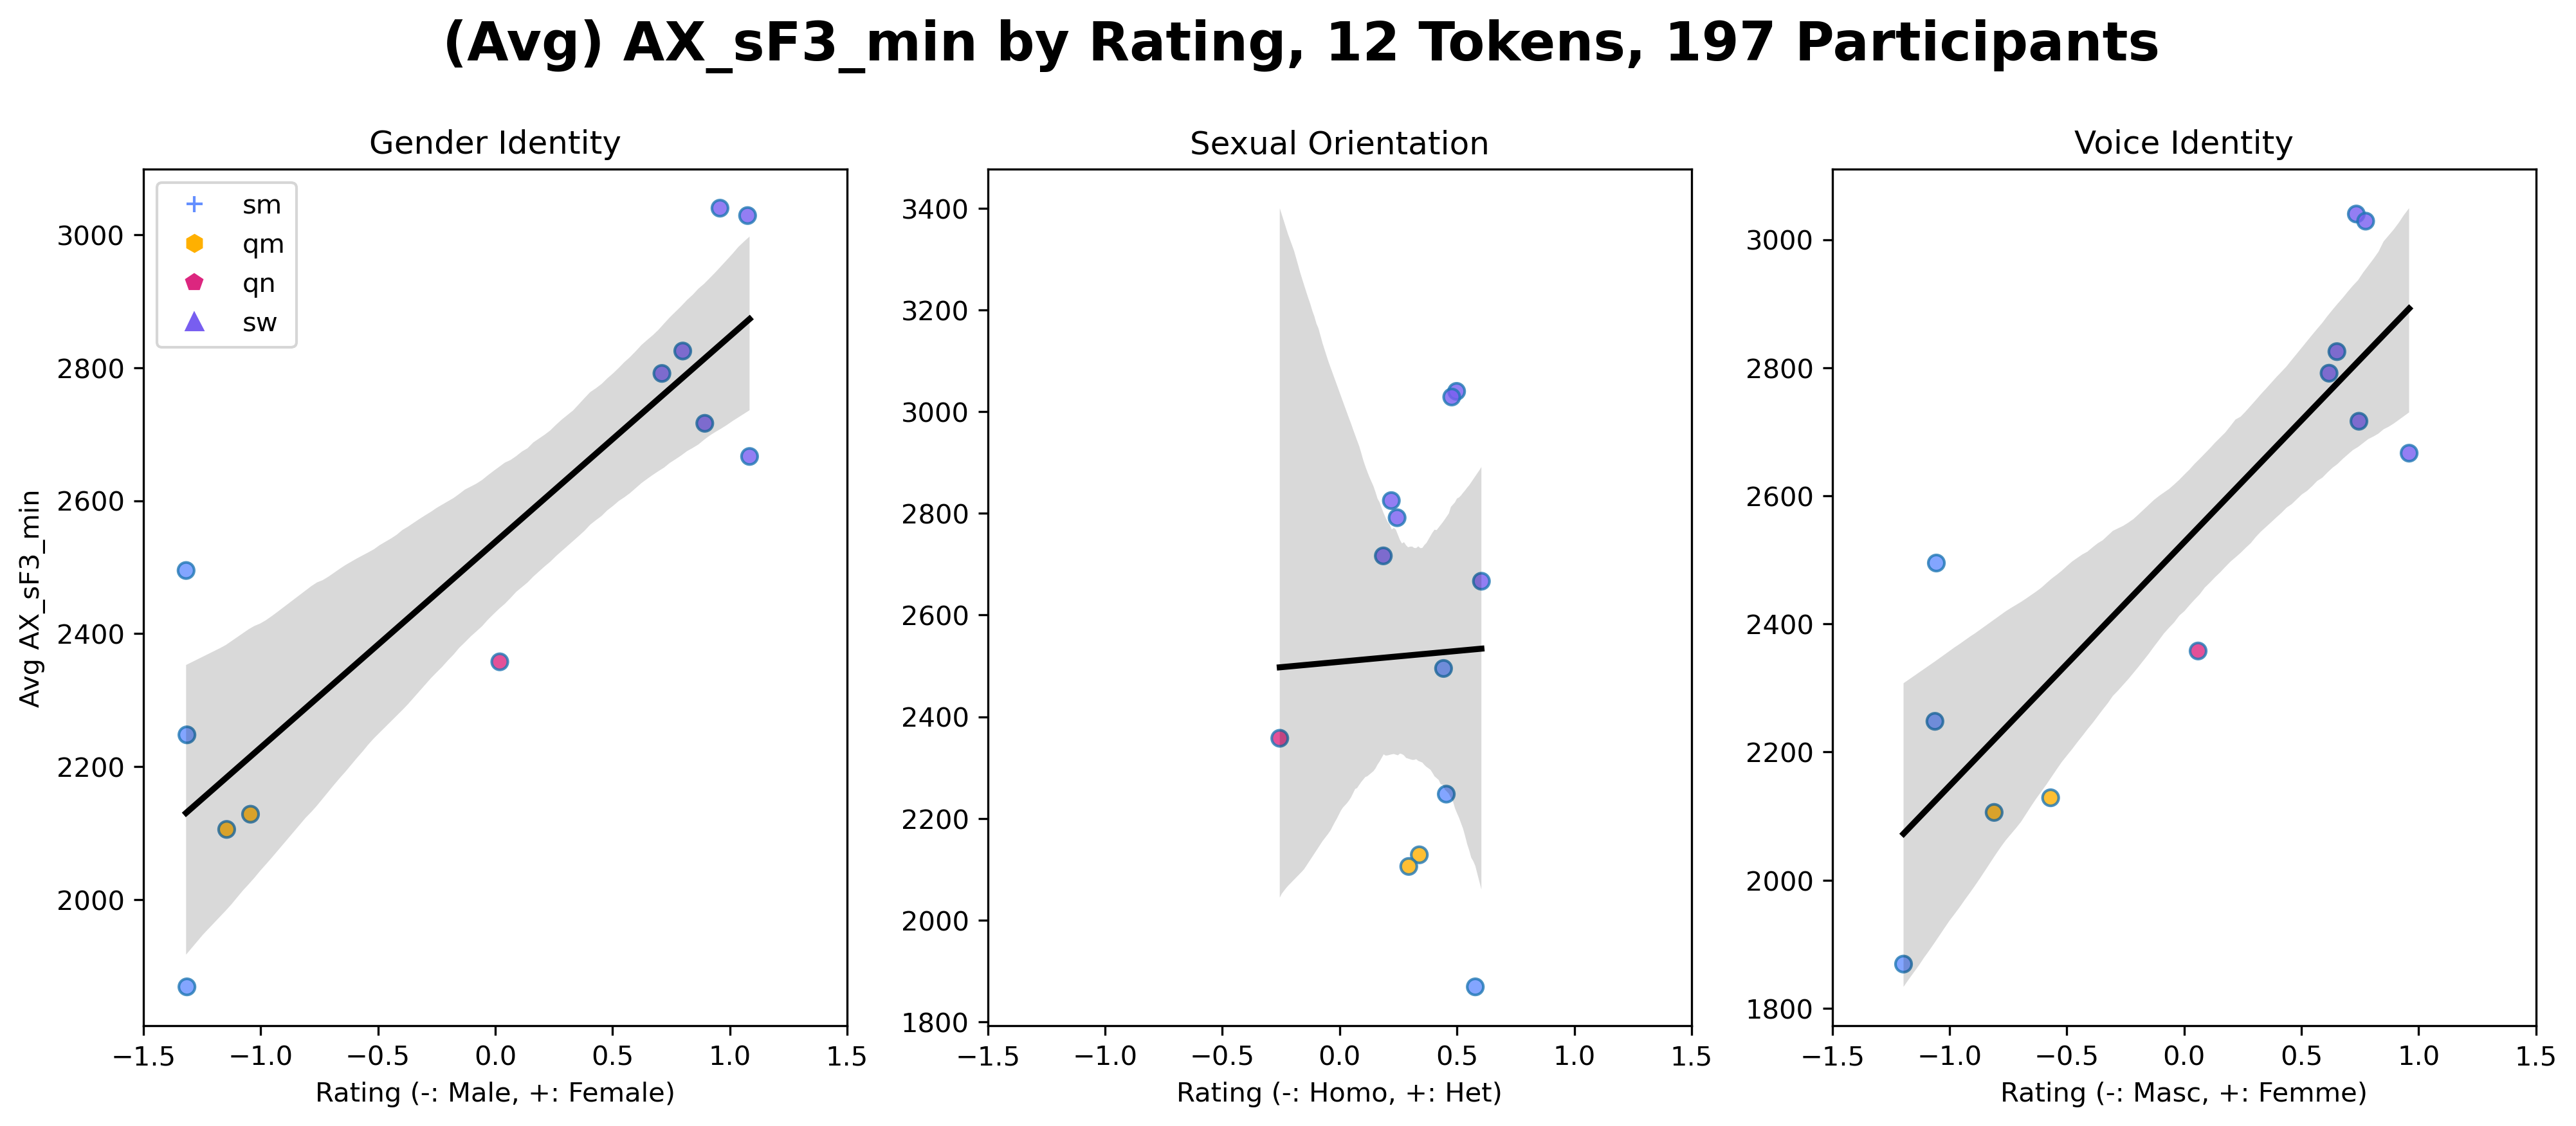 (Avg) AX_sF3_min by Rating, 12 Tokens, 197 Participants
Gender Identity
sm
qm
qn
sw
3000
2800
2600
2400
2200
2000
Avg AX_sF3_min
−1.5 −1.0 −0.5 0.0 0.5 1.0 1.5
Rating (-: Male, +: Female)
Sexual Orientation
3400
3200
3000
2800
2600
2400
2200
2000
1800
−1.5 −1.0 −0.5 0.0 0.5 1.0 1.5
Rating (-: Homo, +: Het)
Voice Identity
3000
2800
2600
2400
2200
2000
1800
−1.5 −1.0 −0.5 0.0 0.5 1.0 1.5
Rating (-: Masc, +: Femme)